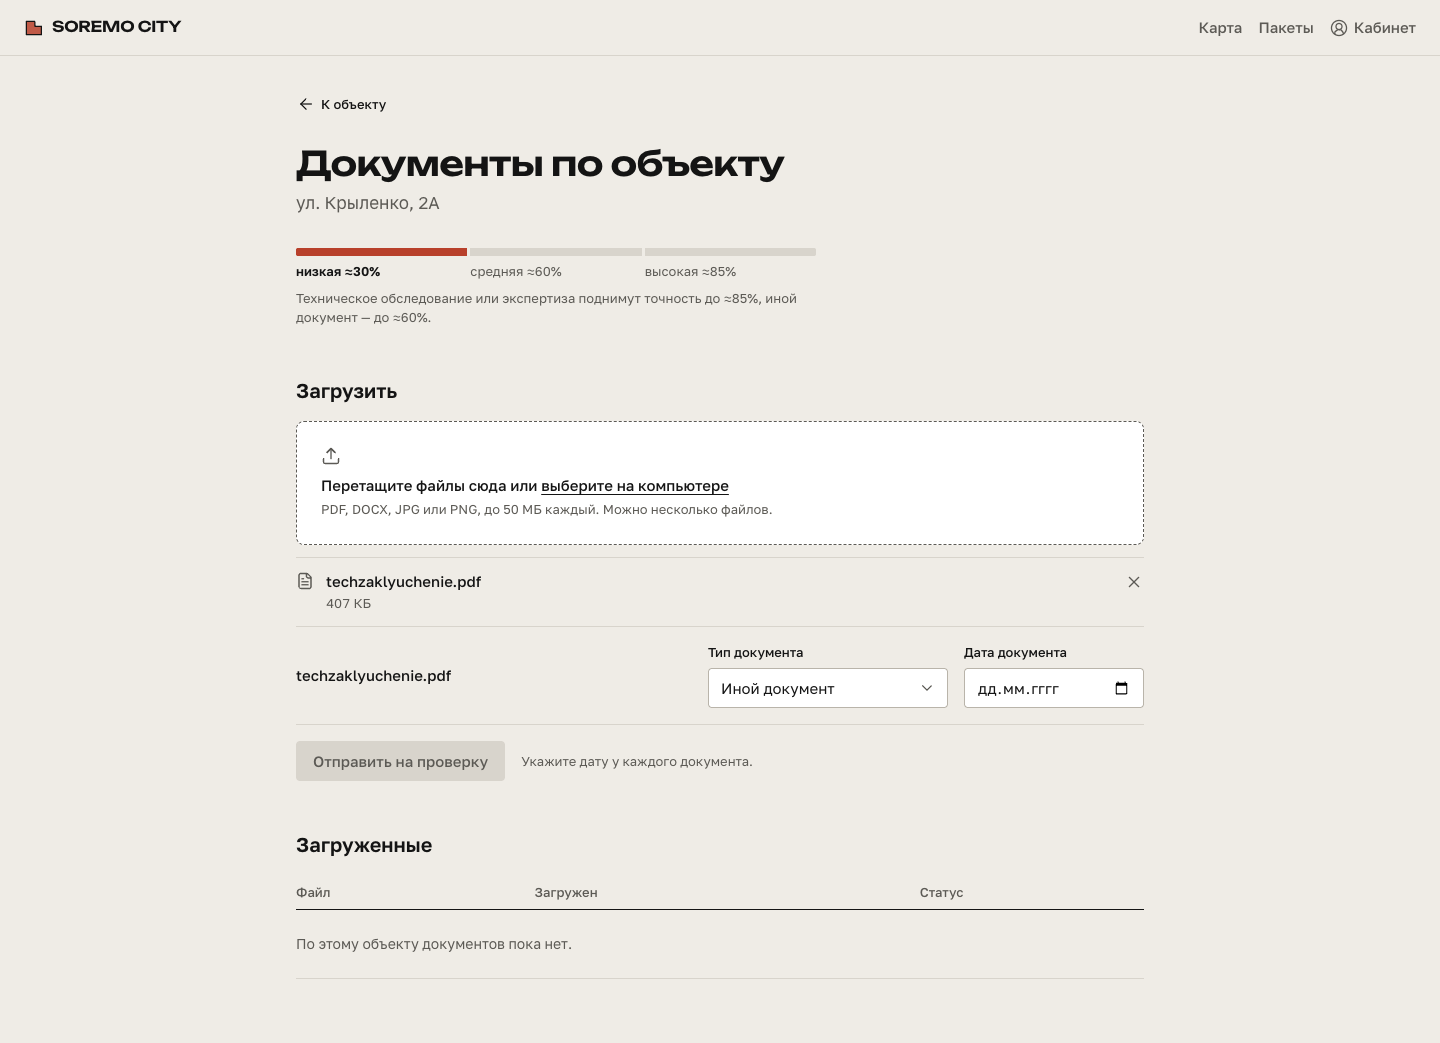 SOREMO CITY
Карта Пакеты Кабинет
К объекту
Документы по объекту
ул. Крыленко, 2А
низкая ≈30% средняя ≈60% высокая ≈85%
Техническое обследование или экспертиза поднимут точность до ≈85%, иной
документ — до ≈60%.
Загрузить
Перетащите файлы сюда или выберите на компьютере
PDF, DOCX, JPG или PNG, до 50 МБ каждый. Можно несколько файлов.
techzaklyuchenie.pdf
407 КБ
Тип документа Дата документа
techzaklyuchenie.pdf Иной документ дд.мм.гггг
Отправить на проверку Укажите дату у каждого документа.
Загруженные
Файл Загружен Статус
По этому объекту документов пока нет.